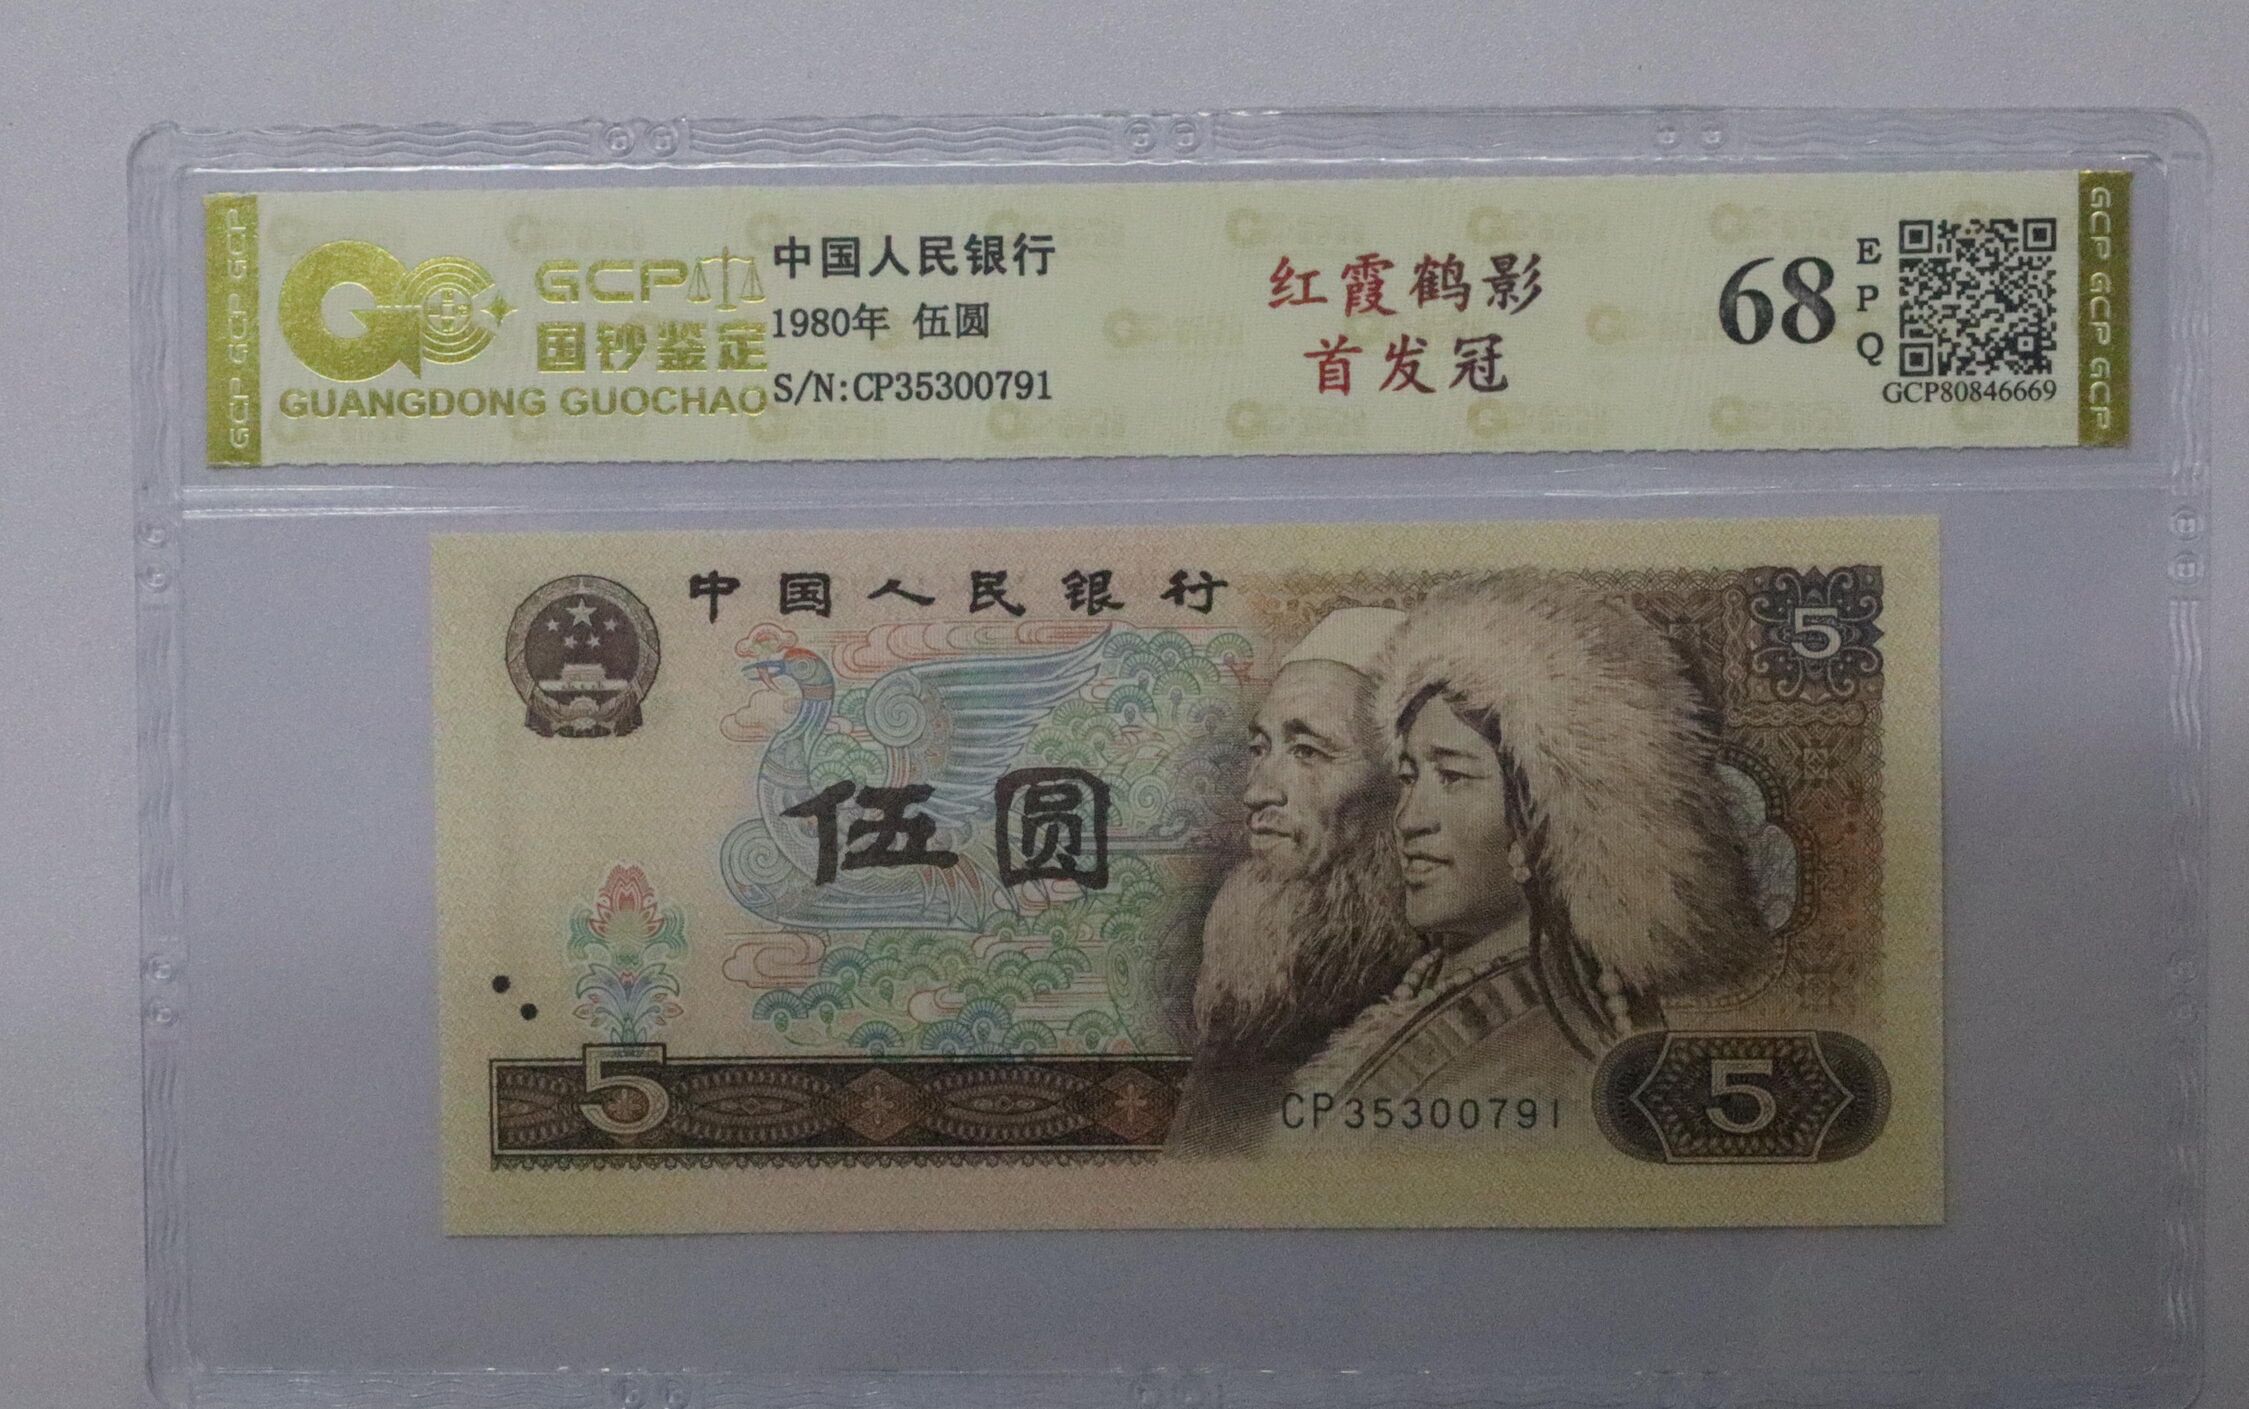 GCP GCP GCP
GCP
国钞鉴定
GUANGDONG GUOCHAO
中国人民银行
1980年 伍圆
S/N:CP35300791
红霞鹤影
首发冠
68
EPQ
GCP80846669
GCP GCP GCP
中国人民银行
5
伍圆
5
CP35300791
5